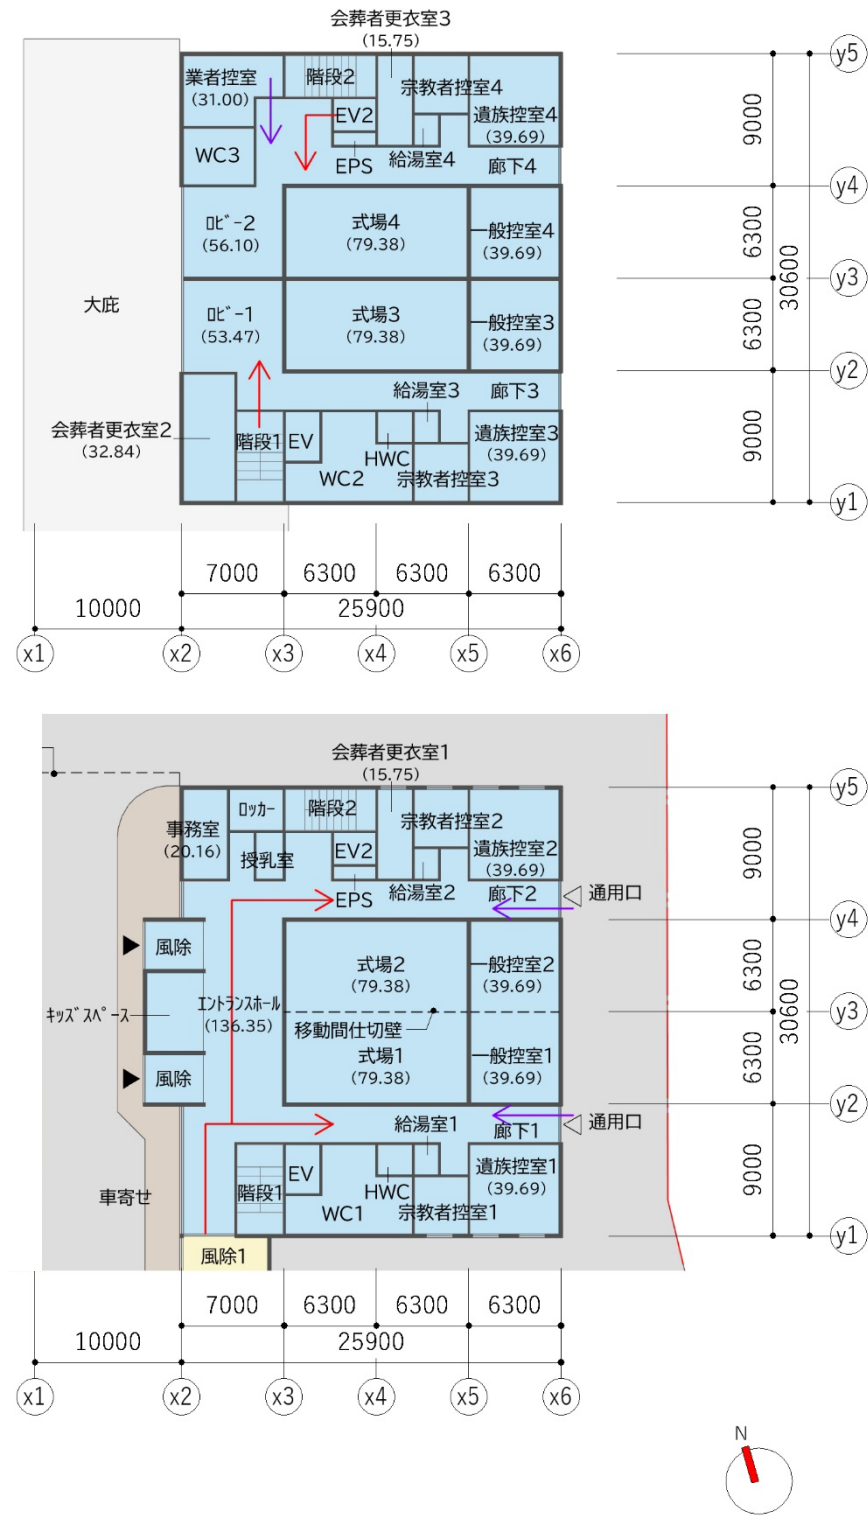 会葬者更衣室3
(15.75)
業者控室
(31.00)
階段2
宗教者控室4
遺族控室4
(39.69)
EV2
WC3
EPS
給湯室4
廊下4
ﾛﾋﾞｰ2
(56.10)
式場4
(79.38)
一般控室4
(39.69)
大庇
ﾛﾋﾞｰ1
(53.47)
式場3
(79.38)
一般控室3
(39.69)
給湯室3
廊下3
会葬者更衣室2
(32.84)
階段1
EV
HWC
WC2
宗教者控室3
遺族控室3
(39.69)
y5
9000
y4
6300
y3
30600
6300
y2
9000
y1
7000
6300
6300
6300
10000
25900
x1
x2
x3
x4
x5
x6
会葬者更衣室1
(15.75)
事務室
(20.16)
ﾛｯｶｰ
階段2
宗教者控室2
遺族控室2
(39.69)
授乳室
EV2
EPS
給湯室2
廊下2
通用口
風除
式場2
(79.38)
一般控室2
(39.69)
ｷｯｽﾞｽﾍﾟｰｽ
ｴﾝﾄﾗﾝｽﾎｰﾙ
(136.35)
移動間仕切壁
風除
式場1
(79.38)
一般控室1
(39.69)
給湯室1
廊下1
通用口
車寄せ
階段1
EV
HWC
WC1
宗教者控室1
遺族控室1
(39.69)
風除1
y5
9000
y4
6300
y3
30600
6300
y2
9000
y1
7000
6300
6300
6300
10000
25900
x1
x2
x3
x4
x5
x6
N